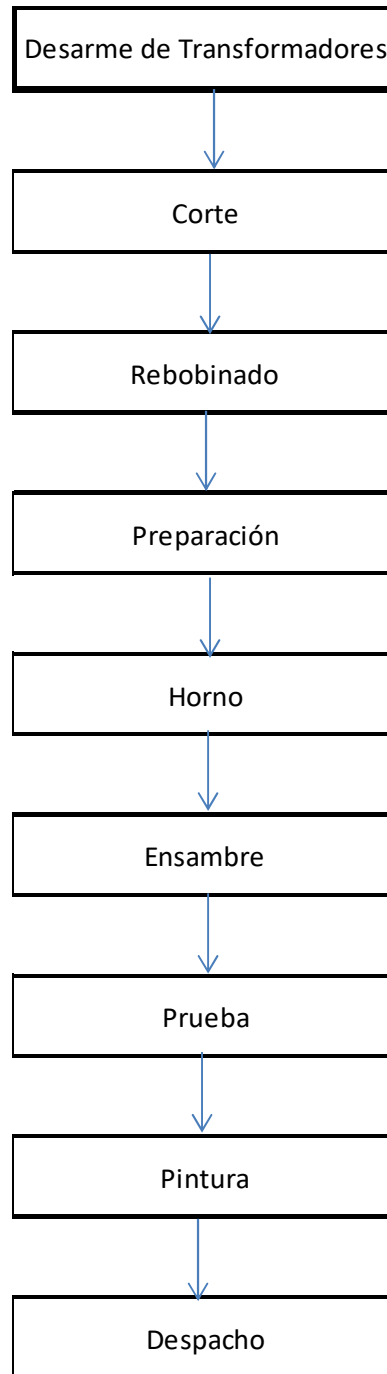 Desarme de Transformadores
Corte
Rebobinado
Preparación
Horno
Ensambre
Prueba
Pintura
Despacho